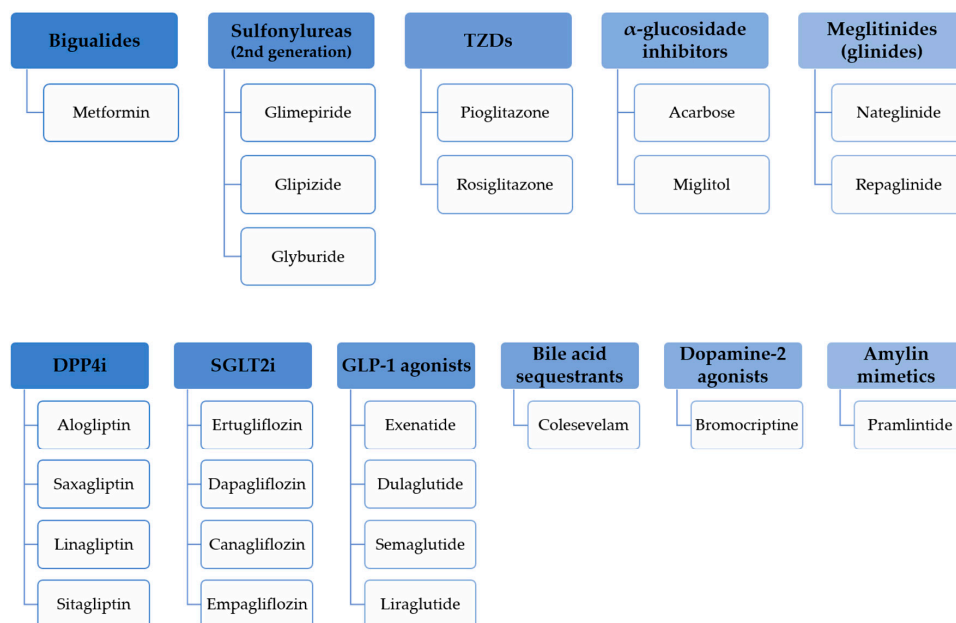 Bigualides
Metformin
Sulfonylureas
(2nd generation)
Glimepiride
Glipizide
Glyburide
TZDs
Pioglitazone
Rosiglitazone
α-glucosidade
inhibitors
Acarbose
Miglitol
Meglitinides
(glinides)
Nateglinide
Repaglinide
DPP4i
Alogliptin
Saxagliptin
Linagliptin
Sitagliptin
SGLT2i
Ertugliflozin
Dapagliflozin
Canagliflozin
Empagliflozin
GLP-1 agonists
Exenatide
Dulaglutide
Semaglutide
Liraglutide
Bile acid
sequestrants
Colesevelam
Dopamine-2
agonists
Bromocriptine
Amylin
mimetics
Pramlintide